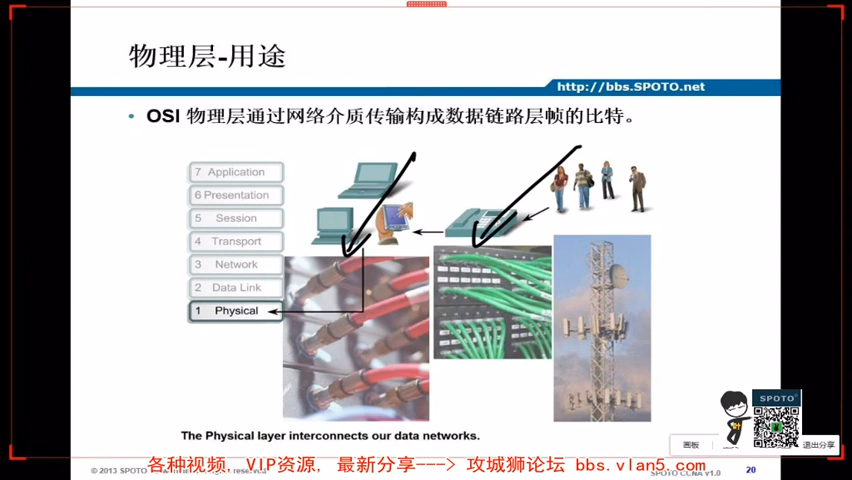 物理层-用途
http://bbs.SPOTO.net
• OSI 物理层通过网络介质传输构成数据链路层帧的比特。
7 Application
6 Presentation
5 Session
4 Transport
3 Network
2 Data Link
1 Physical
SPOTO
The Physical layer interconnects our data networks.
画板
退出分享
各种视频, VIP资源, 最新分享---> 攻城狮论坛 bbs.vlan5.com
© 2013 SPOTO
SPOTO CCNA v1.0
20